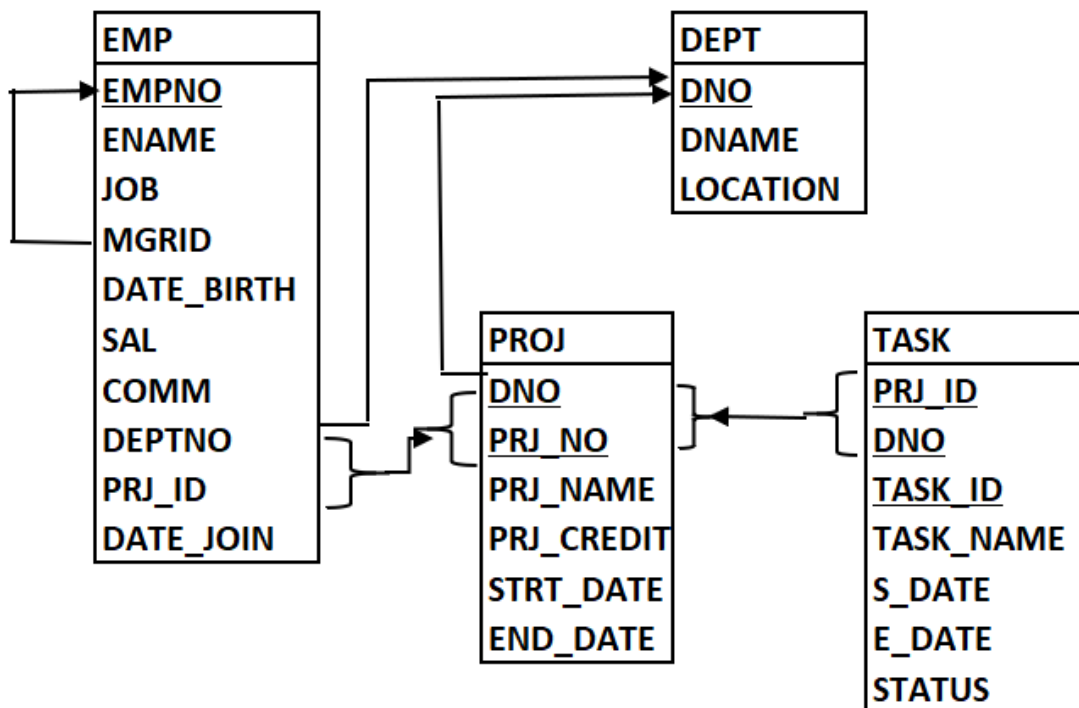 EMP
EMPNO
ENAME
JOB
MGRID
DATE_BIRTH
SAL
COMM
DEPTNO
PRJ_ID
DATE_JOIN
DEPT
DNO
DNAME
LOCATION
PROJ
DNO
PRJ_NO
PRJ_NAME
PRJ_CREDIT
STRT_DATE
END_DATE
TASK
PRJ_ID
DNO
TASK_ID
TASK_NAME
S_DATE
E_DATE
STATUS